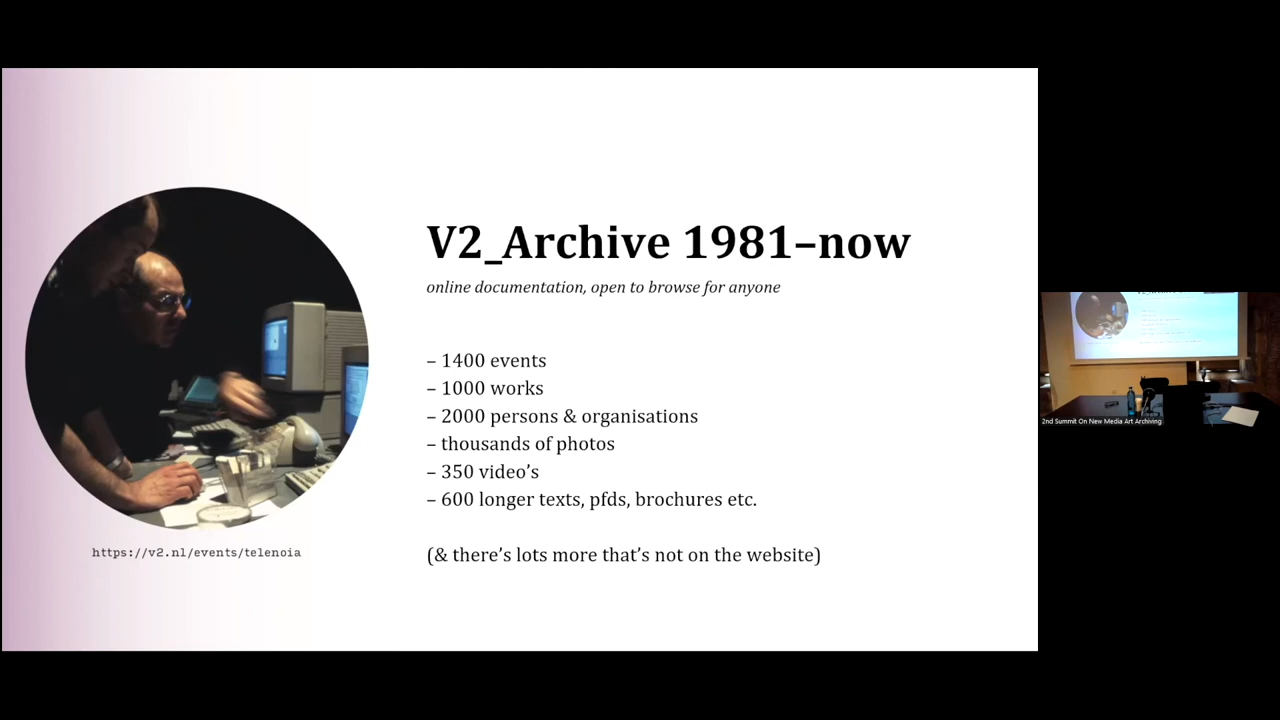 V2_Archive 1981–now
online documentation, open to browse for anyone
– 1400 events
– 1000 works
– 2000 persons & organisations
– thousands of photos
– 350 video’s
– 600 longer texts, pfds, brochures etc.
(& there’s lots more that’s not on the website)
https://v2.nl/events/telenoia
2nd Summit On New Media Art Archiving